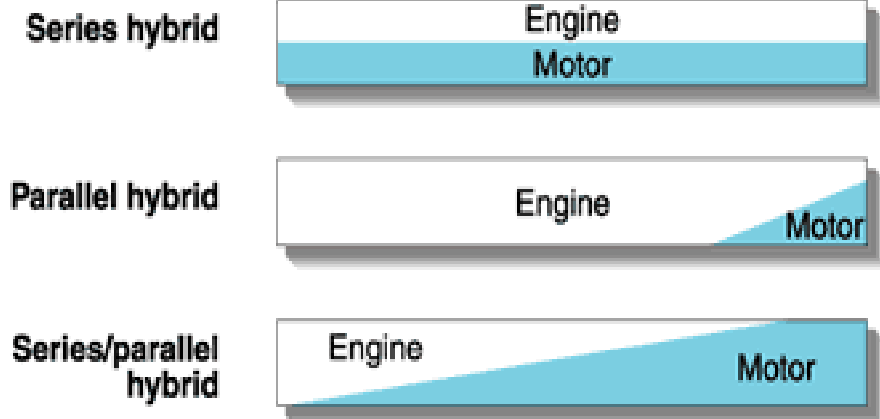 Series hybrid
Engine
Motor
Parallel hybrid
Engine
Motor
Series/parallel
hybrid
Engine
Motor